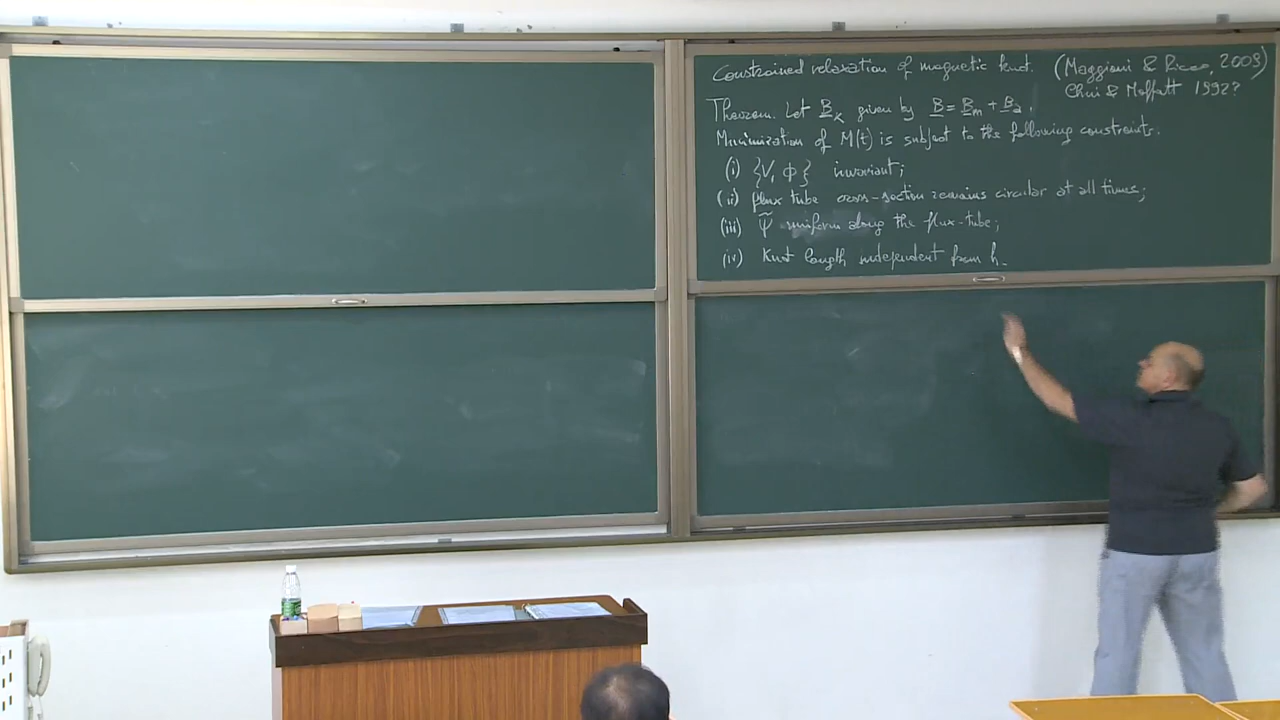 Constrained relaxation of magnetic knot. (Maggioni & Ricca, 2009)
Chui & Moffatt 1992?
Theorem. Let B_K given by B = B_m + B_a.
Minimization of M(t) is subject to the following constraints.
(i) {V, Φ} invariant;
(ii) flux tube cross-section remains circular at all times;
(iii) Ψ̃ uniform along the flux-tube;
(iv) Knot length independent from h.